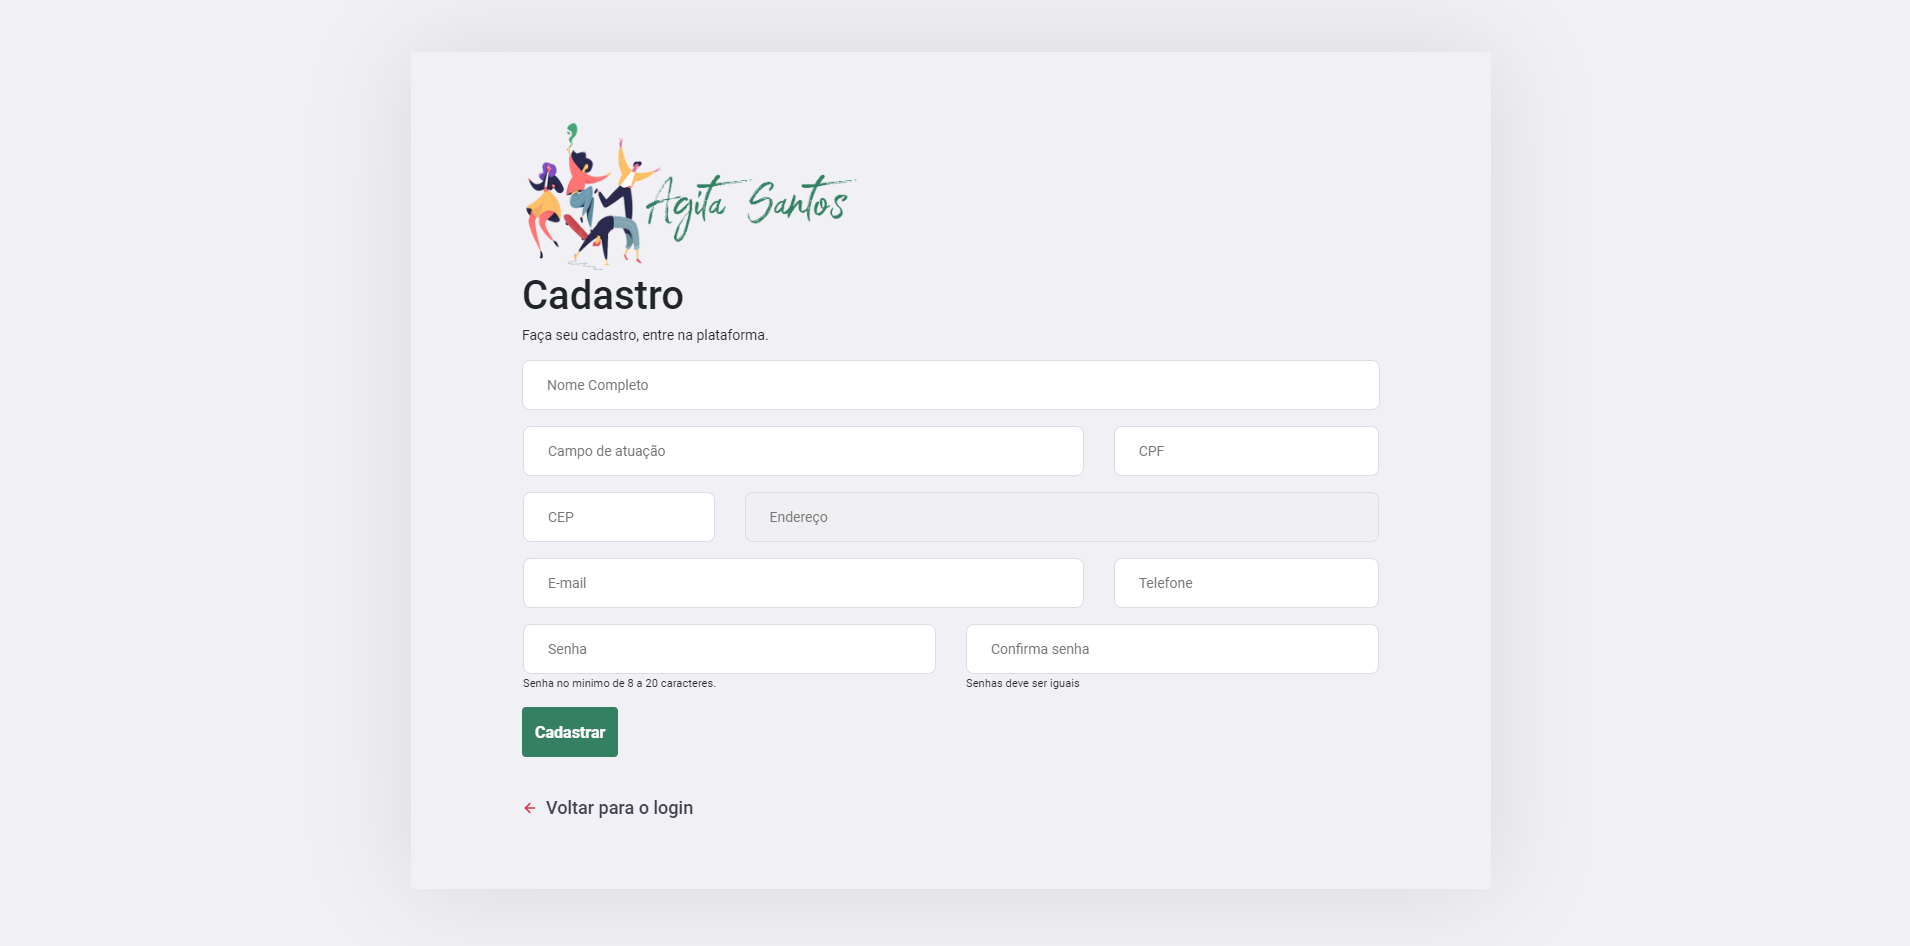 Agita Santos
Cadastro
Faça seu cadastro, entre na plataforma.
Nome Completo
Campo de atuação
CPF
CEP
Endereço
E-mail
Telefone
Senha
Confirma senha
Senha no minimo de 8 a 20 caracteres.
Senhas deve ser iguais
Cadastrar
Voltar para o login